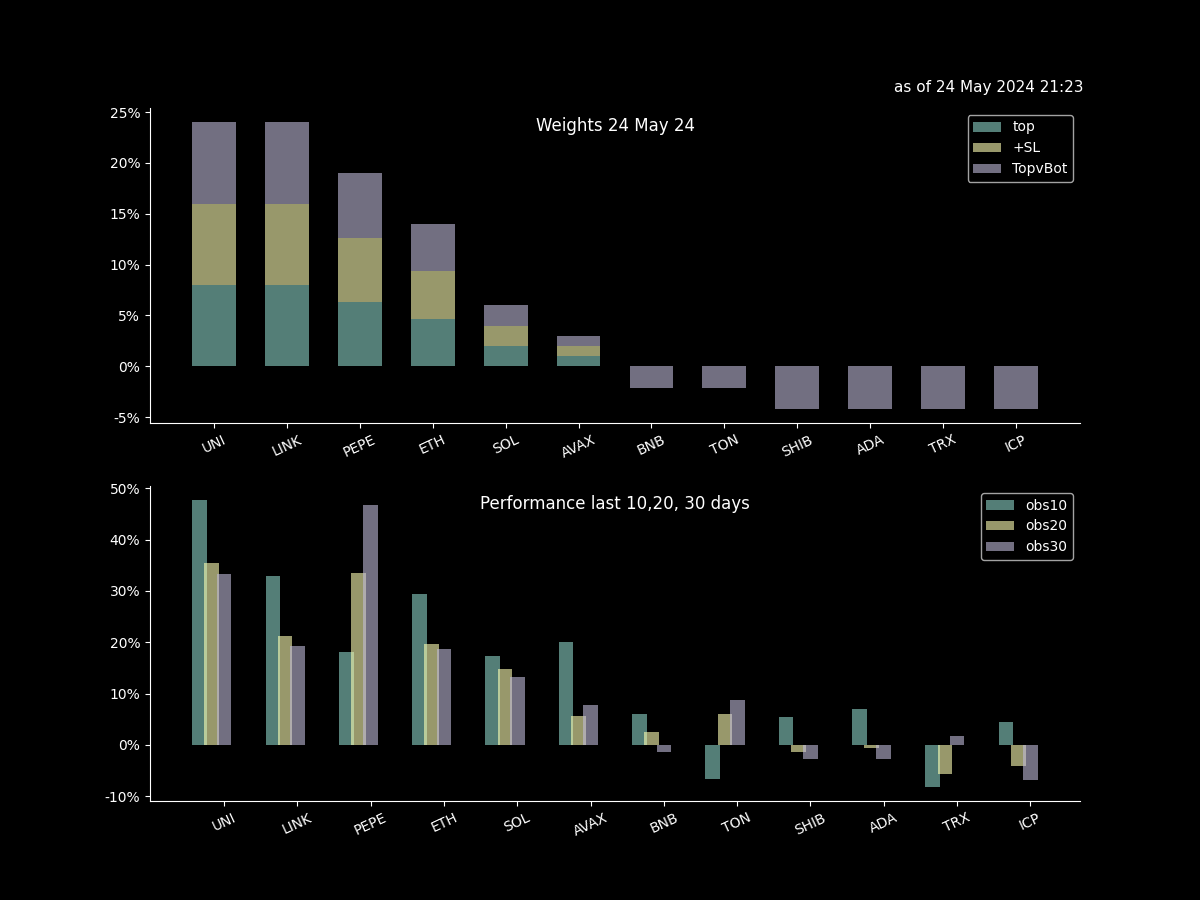 as of 24 May 2024 21:23
Weights 24 May 24
top
+SL
TopvBot
25%
20%
15%
10%
5%
0%
-5%
UNI LINK PEPE ETH SOL AVAX BNB TON SHIB ADA TRX ICP
Performance last 10,20, 30 days
obs10
obs20
obs30
50%
40%
30%
20%
10%
0%
-10%
UNI LINK PEPE ETH SOL AVAX BNB TON SHIB ADA TRX ICP